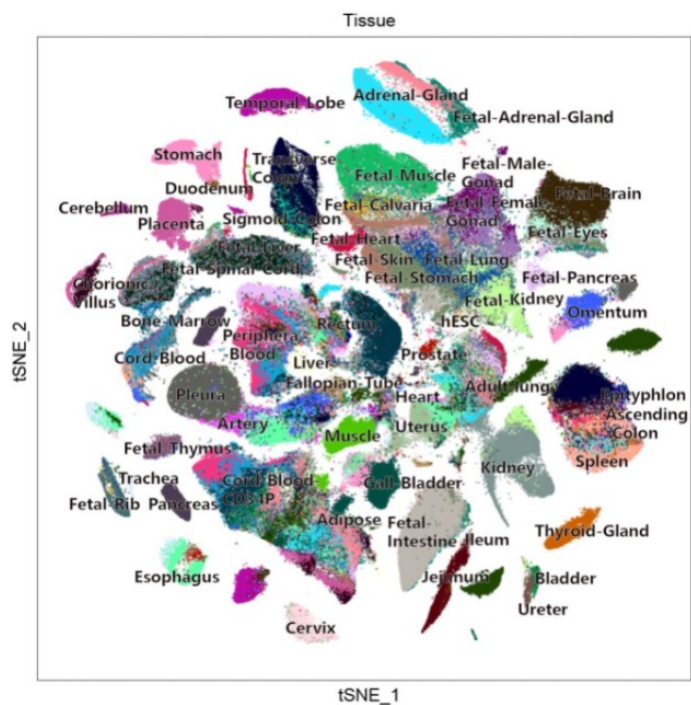 Tissue
Temporal-Lobe
Adrenal-Gland
Fetal-Adrenal-Gland
Stomach
Transverse-
Colon
Duodenum
Fetal-Muscle
Fetal-Male-
Gonad
Fetal-Brain
Cerebellum
Placenta
Sigmoid-Colon
Fetal-Calvaria
Fetal-Female-
Gonad
Fetal-Eyes
Fetal-Liver
Fetal-Heart
Fetal-Spinal-Cord
Fetal-Skin
Fetal-Lung
Fetal-Stomach
Fetal-Pancreas
Chorionic-
Villus
Fetal-Kidney
Omentum
Bone-Marrow
Peripheral-
Blood
Rectum
hESC
Cord-Blood
Liver
Prostate
Pleura
Fallopian-Tube
Heart
Adult-lung
Epityphlon
Artery
Muscle
Uterus
Ascending-
Colon
Fetal-Thymus
Kidney
Spleen
Trachea
Cord-Blood-
CD34P
Gall-Bladder
Fetal-Rib
Pancreas
Adipose
Fetal-
Intestine
Ileum
Thyroid-Gland
Esophagus
Jejunum
Bladder
Ureter
Cervix
tSNE_1
tSNE_2